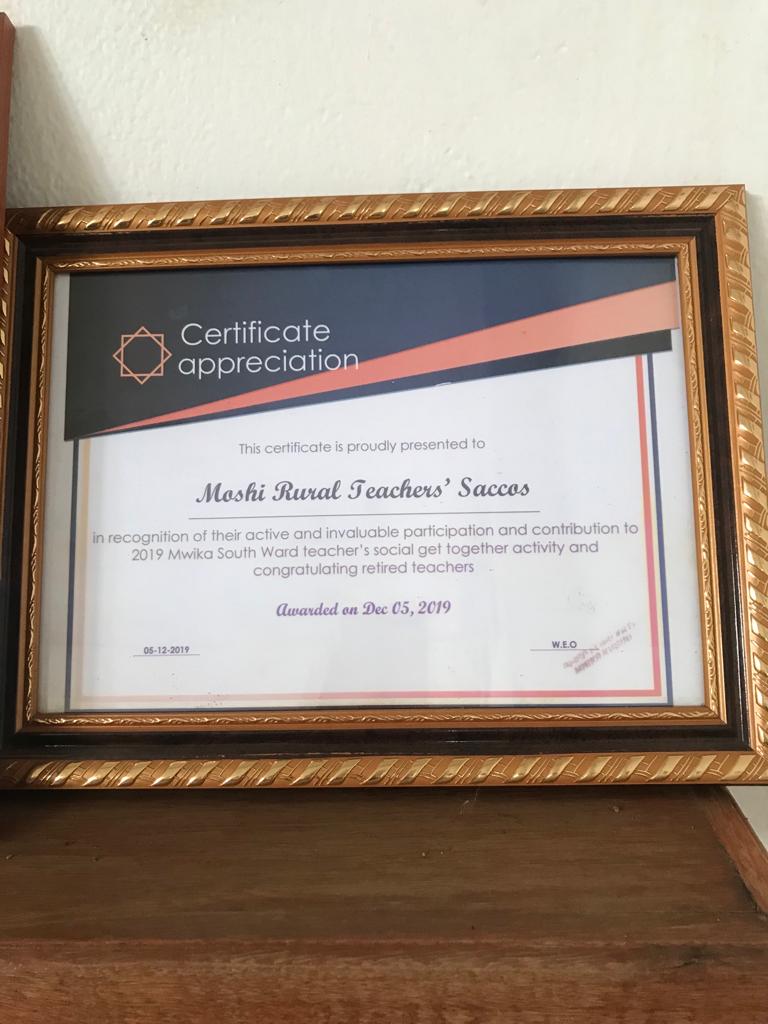 Certificate
appreciation
This certificate is proudly presented to
Moshi Rural Teachers' Saccos
in recognition of their active and invaluable participation and contribution to
2019 Mwika South Ward teacher's social get together activity and
congratulating retired teachers
Awarded on Dec 05, 2019
05-12-2019
W.E.O